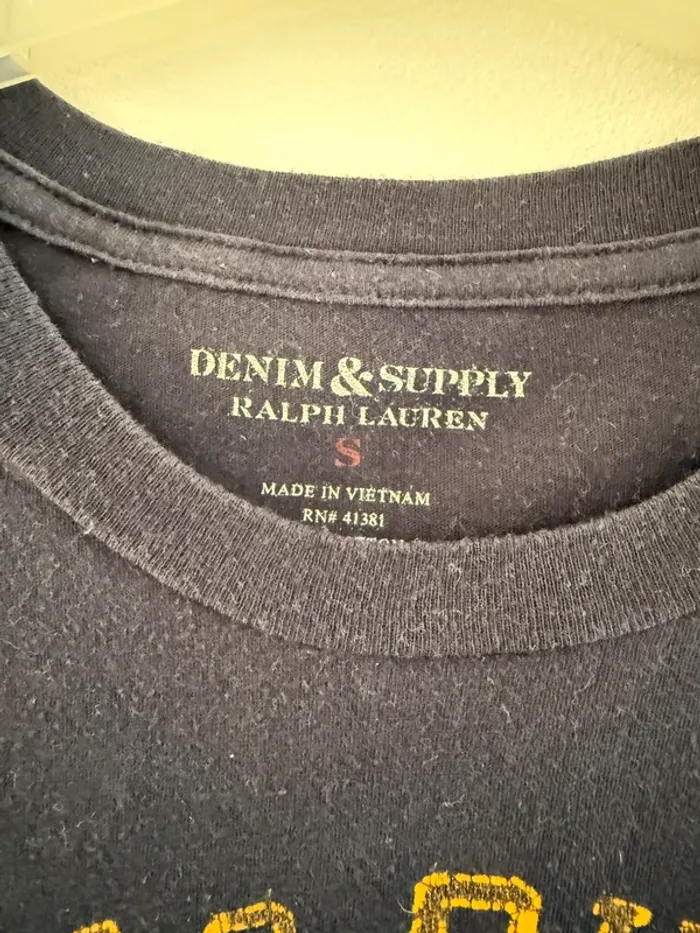 DENIM & SUPPLY
RALPH LAUREN
S
MADE IN VIETNAM
RN# 41381